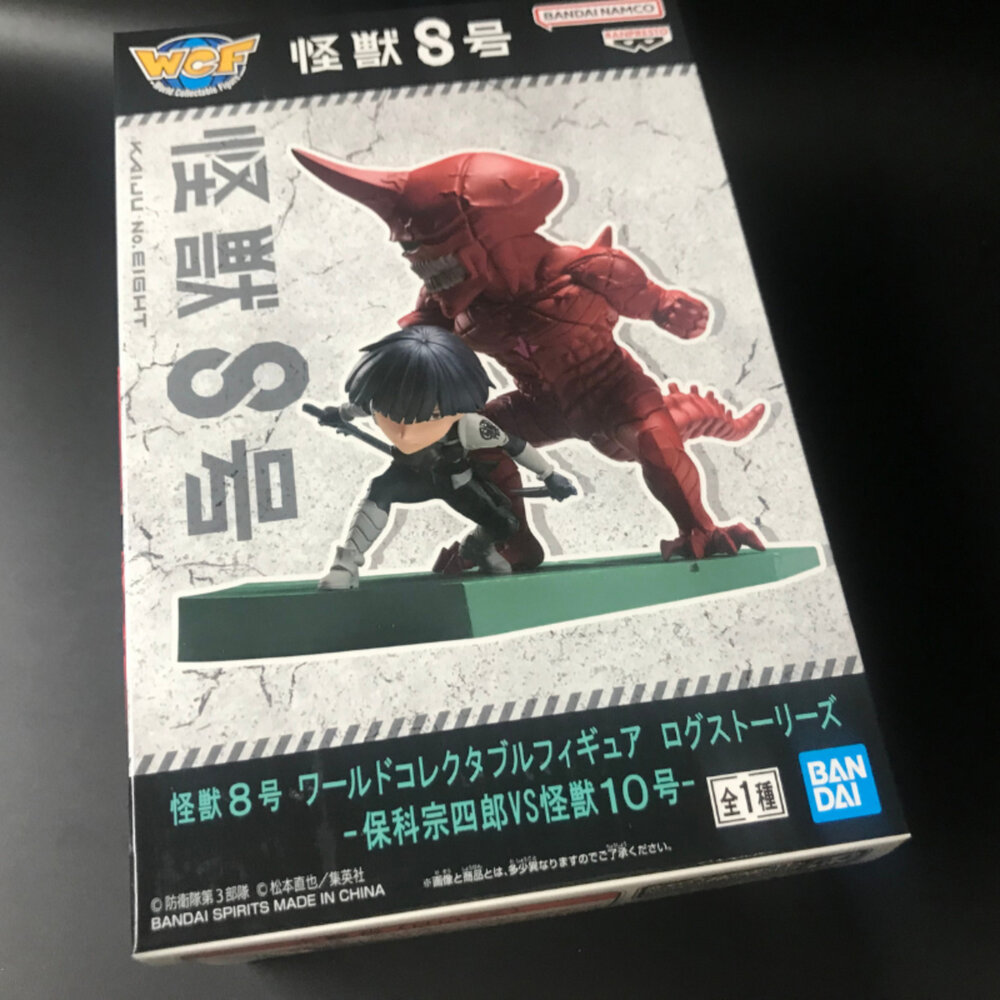 WCF
World Collectable Figure
怪獣8号
BANDAI NAMCO
BANPRESTO
怪獣8号
KAIJU No.EIGHT
怪獣8号 ワールドコレクタブルフィギュア ログストーリーズ
-保科宗四郎VS怪獣10号-
全1種
BAN
DAI
※画像と商品とは、多少異なりますのでご了承ください。
©防衛隊第3部隊 ©松本直也/集英社
BANDAI SPIRITS MADE IN CHINA